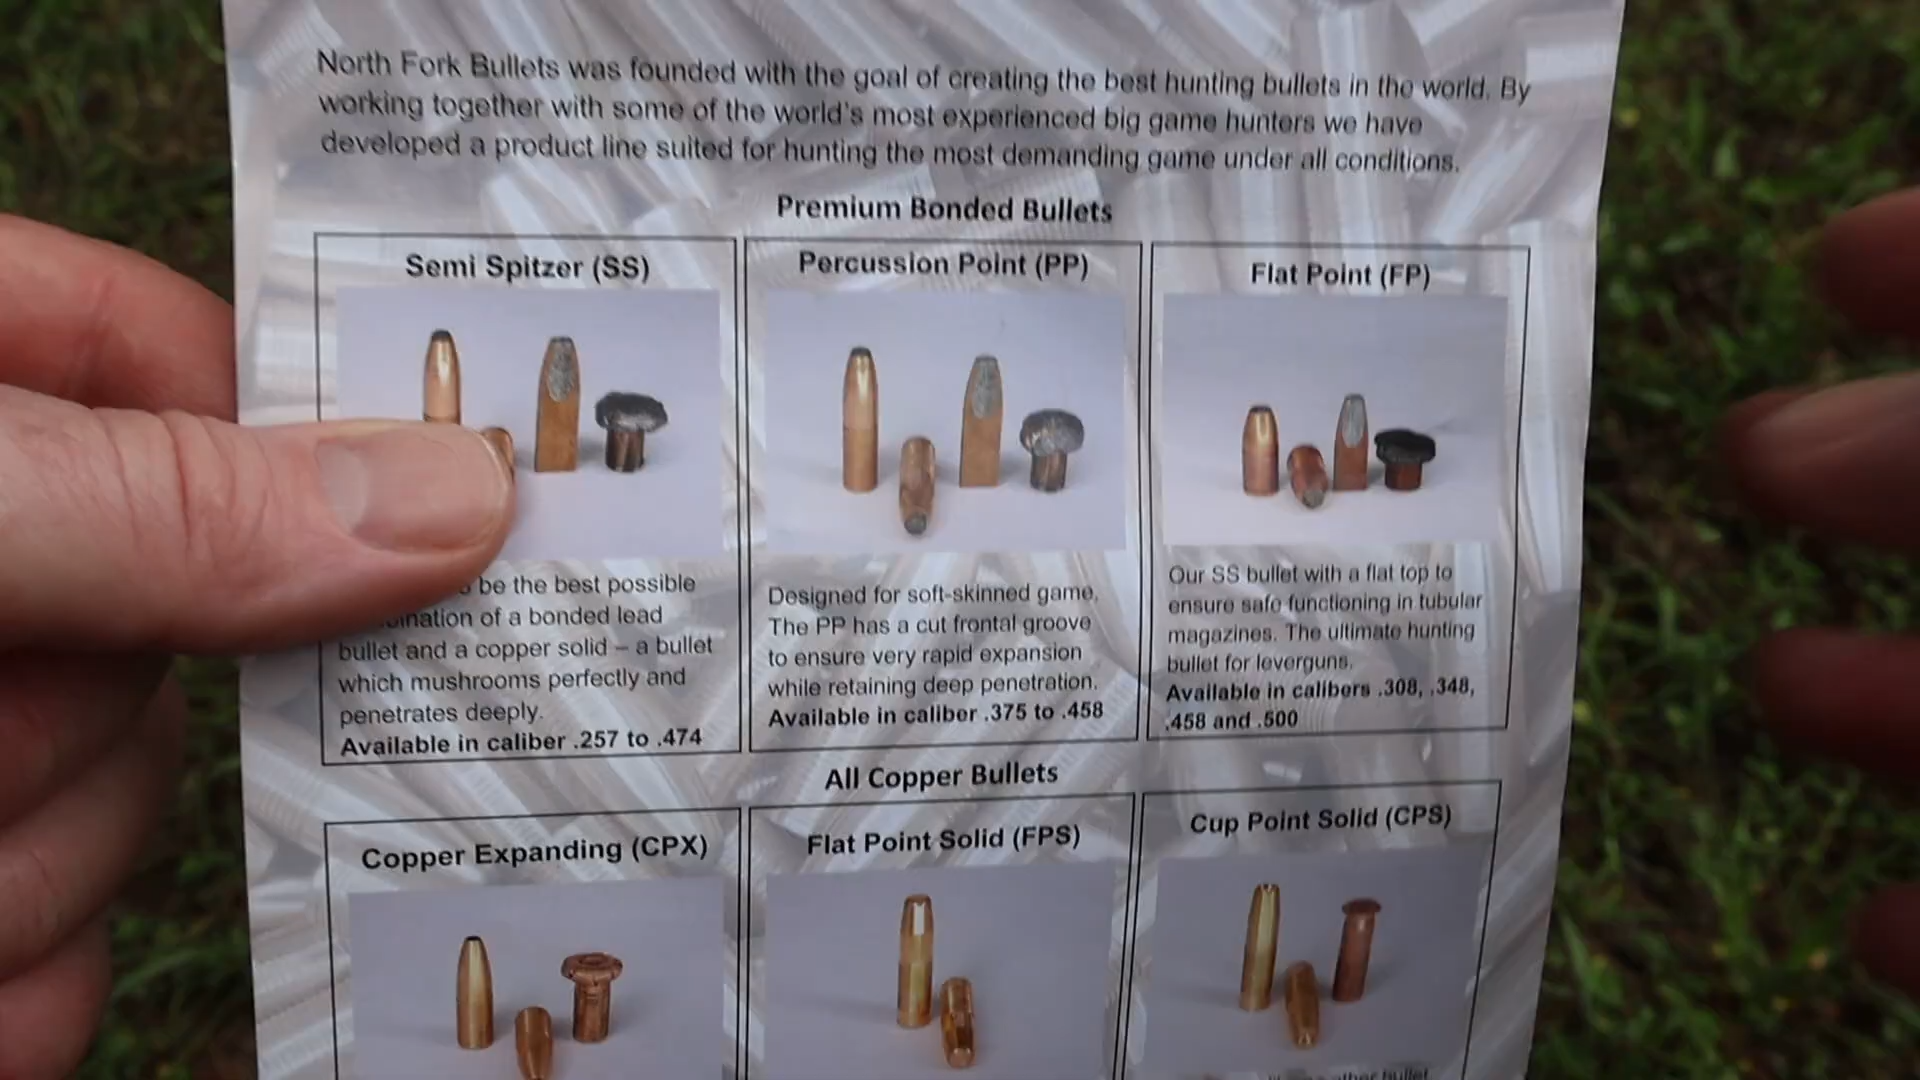 North Fork Bullets was founded with the goal of creating the best hunting bullets in the world. By
working together with some of the world's most experienced big game hunters we have
developed a product line suited for hunting the most demanding game under all conditions.
Premium Bonded Bullets
Semi Spitzer (SS)
be the best possible
of a bonded lead
bullet and a copper solid – a bullet
which mushrooms perfectly and
penetrates deeply.
Available in caliber .257 to .474
Percussion Point (PP)
Designed for soft-skinned game.
The PP has a cut frontal groove
to ensure very rapid expansion
while retaining deep penetration.
Available in caliber .375 to .458
Flat Point (FP)
Our SS bullet with a flat top to
ensure safe functioning in tubular
magazines. The ultimate hunting
bullet for leverguns.
Available in calibers .308, .348,
.458 and .500
All Copper Bullets
Copper Expanding (CPX)
Flat Point Solid (FPS)
Cup Point Solid (CPS)